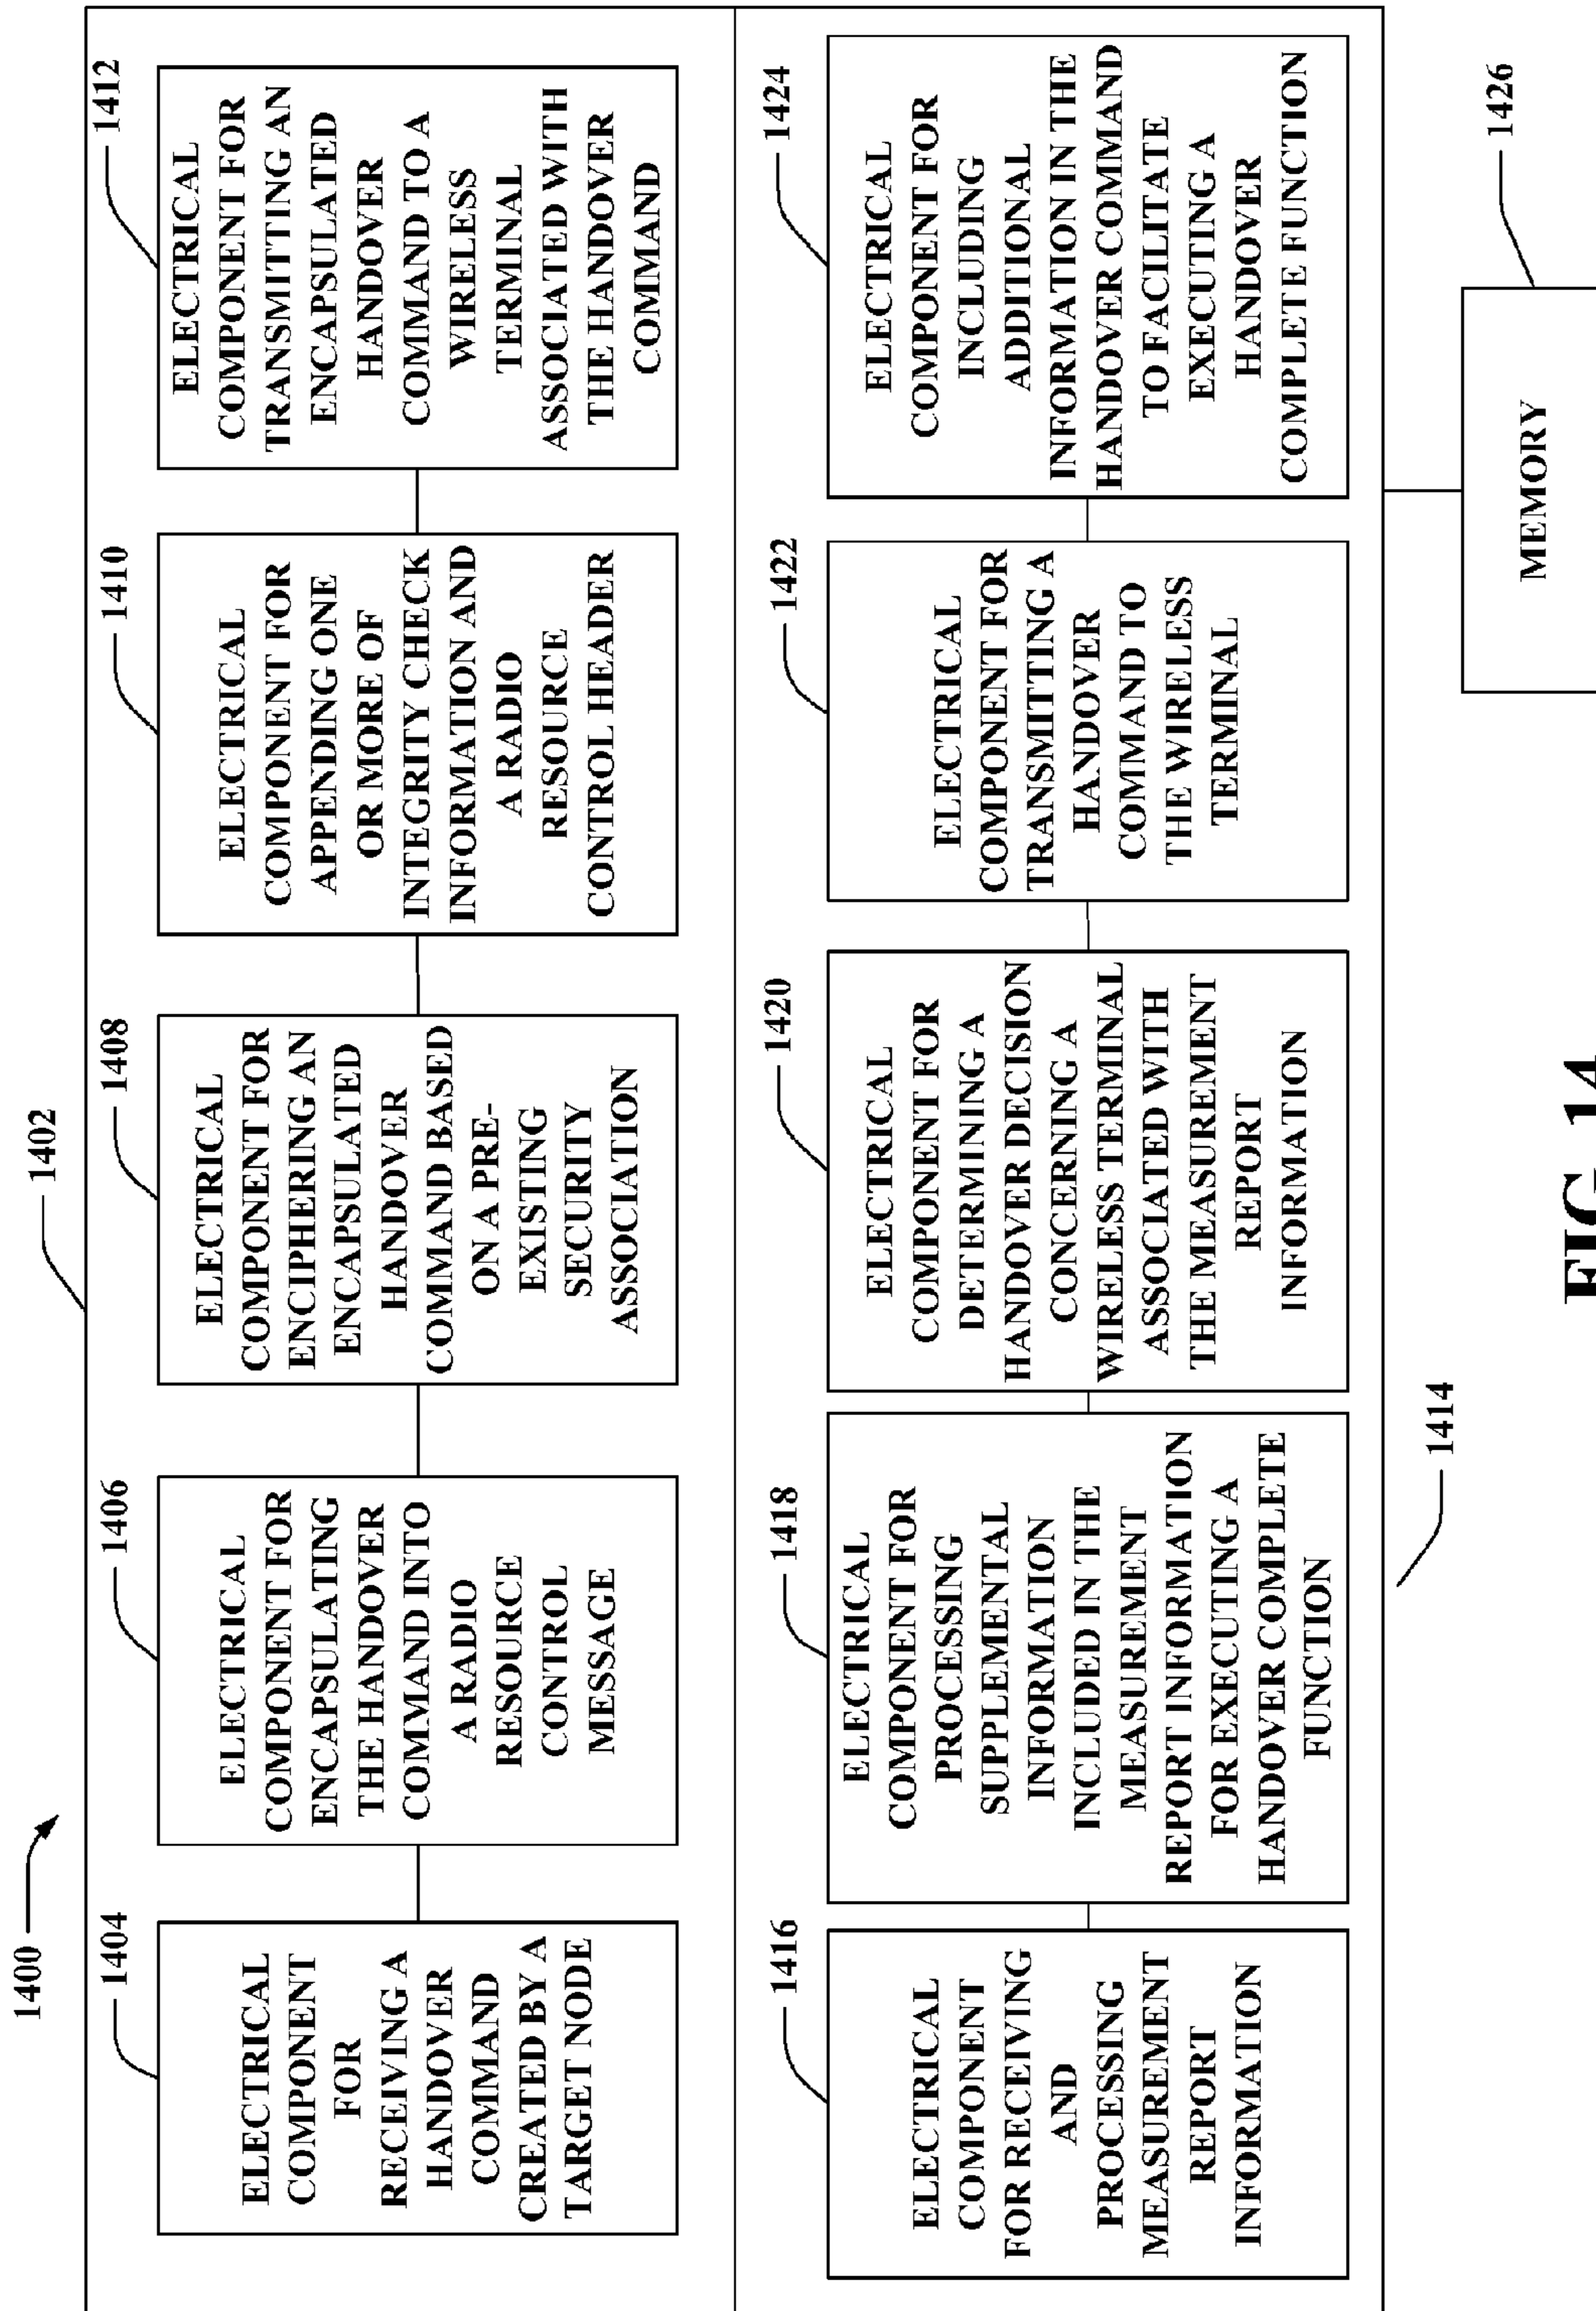 1400
1402
1404
ELECTRICAL
COMPONENT
FOR
RECEIVING A
HANDOVER
COMMAND
CREATED BY A
TARGET NODE
1406
ELECTRICAL
COMPONENT FOR
ENCAPSULATING
THE HANDOVER
COMMAND INTO
A RADIO
RESOURCE
CONTROL
MESSAGE
1408
ELECTRICAL
COMPONENT FOR
ENCIPHERING AN
ENCAPSULATED
HANDOVER
COMMAND BASED
ON A PRE-
EXISTING
SECURITY
ASSOCIATION
1410
ELECTRICAL
COMPONENT FOR
APPENDING ONE
OR MORE OF
INTEGRITY CHECK
INFORMATION AND
A RADIO
RESOURCE
CONTROL HEADER
1412
ELECTRICAL
COMPONENT FOR
TRANSMITTING AN
ENCAPSULATED
HANDOVER
COMMAND TO A
WIRELESS
TERMINAL
ASSOCIATED WITH
THE HANDOVER
COMMAND
1416
ELECTRICAL
COMPONENT
FOR RECEIVING
AND
PROCESSING
MEASUREMENT
REPORT
INFORMATION
1418
ELECTRICAL
COMPONENT FOR
PROCESSING
SUPPLEMENTAL
INFORMATION
INCLUDED IN THE
MEASUREMENT
REPORT INFORMATION
FOR EXECUTING A
HANDOVER COMPLETE
FUNCTION
1420
ELECTRICAL
COMPONENT FOR
DETERMINING A
HANDOVER DECISION
CONCERNING A
WIRELESS TERMINAL
ASSOCIATED WITH
THE MEASUREMENT
REPORT
INFORMATION
1422
ELECTRICAL
COMPONENT FOR
TRANSMITTING A
HANDOVER
COMMAND TO
THE WIRELESS
TERMINAL
1424
ELECTRICAL
COMPONENT FOR
INCLUDING
ADDITIONAL
INFORMATION IN THE
HANDOVER COMMAND
TO FACILITATE
EXECUTING A
HANDOVER
COMPLETE FUNCTION
1414
1426
MEMORY
FIG. 14